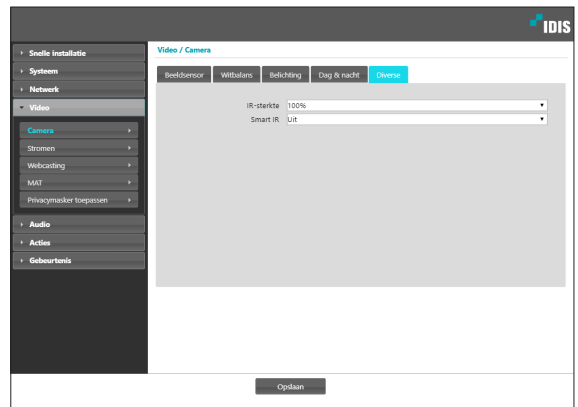 IDIS
Snelle installatie
Systeem
Netwerk
Video
Camera
Stromen
Webcasting
MAT
Privacymasker toepassen
Audio
Acties
Gebeurtenis
Video / Camera
Beeldsensor Witbalans Belichting Dag & nacht Diverse
IR-sterkte 100%
Smart IR Uit
Opslaan